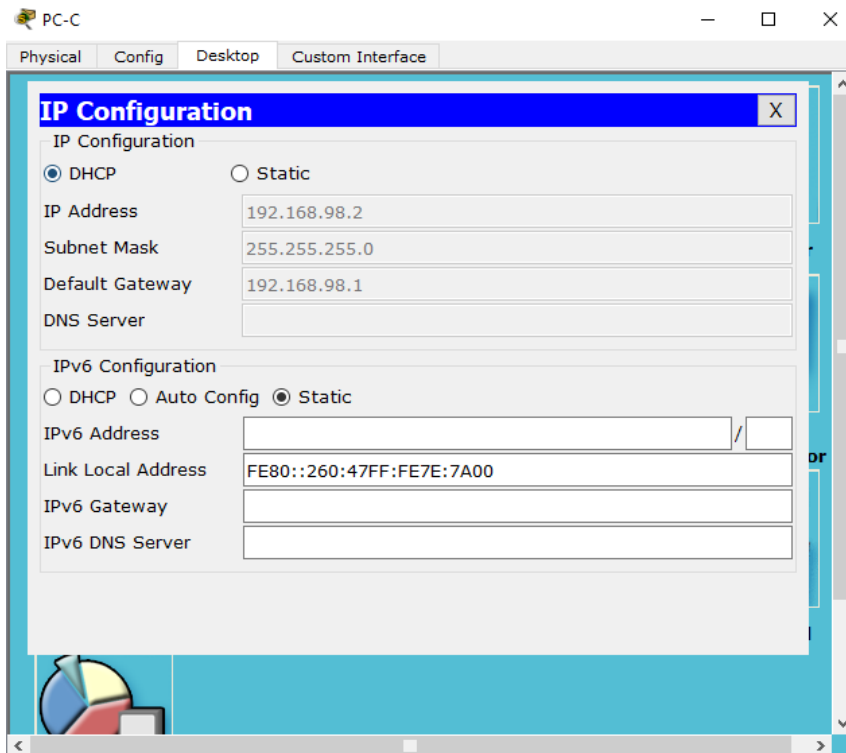 PC-C
Physical Config Desktop Custom Interface
IP Configuration X
IP Configuration
DHCP Static
IP Address 192.168.98.2
Subnet Mask 255.255.255.0
Default Gateway 192.168.98.1
DNS Server
IPv6 Configuration
DHCP Auto Config Static
IPv6 Address /
Link Local Address FE80::260:47FF:FE7E:7A00
IPv6 Gateway
IPv6 DNS Server